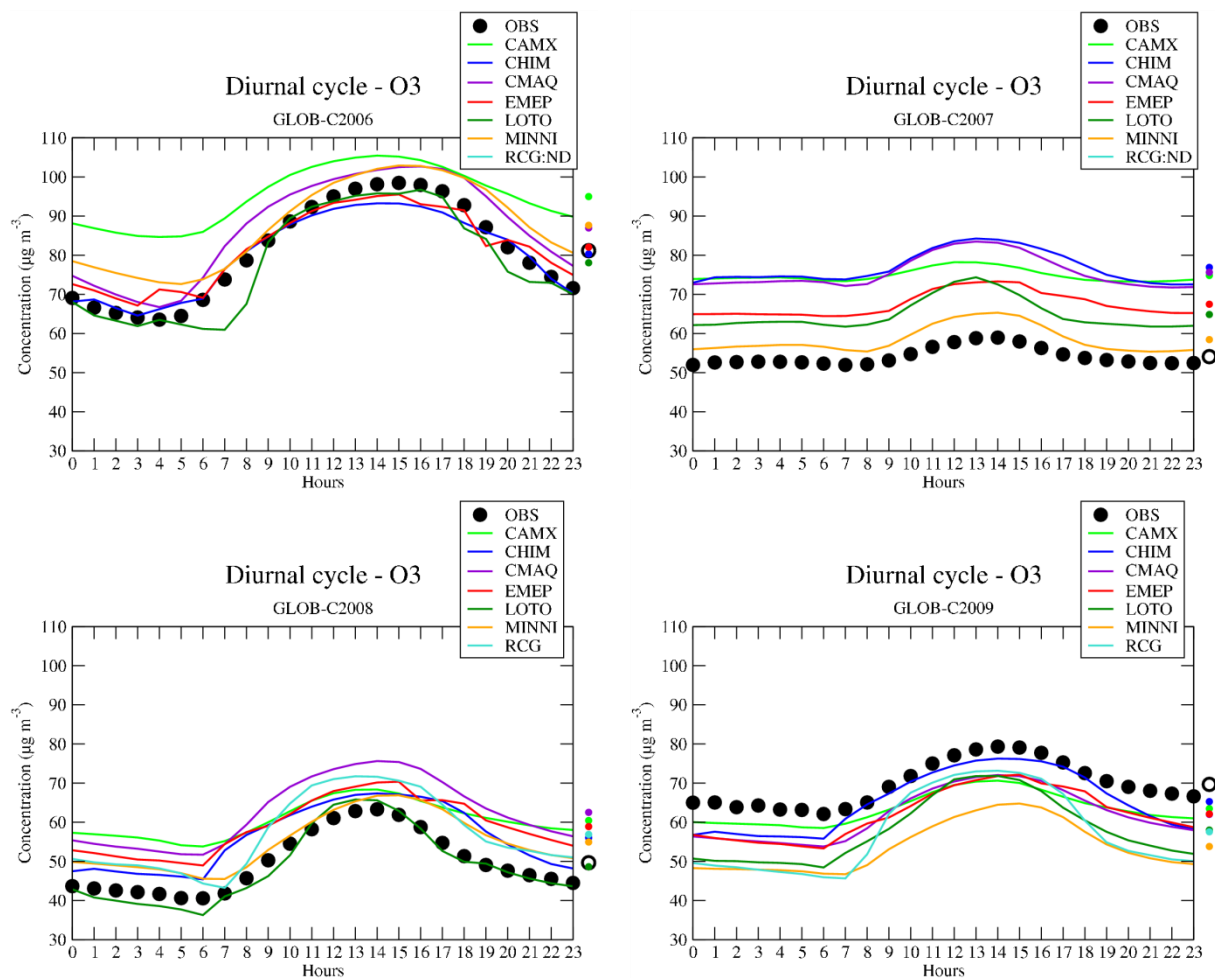 OBS
CAMX
CHIM
CMAQ
EMEP
LOTO
MINNI
RCG:ND
Diurnal cycle - O3
GLOB-C2006
110
100
90
80
70
60
50
40
30
Concentration (µg m⁻³)
0 1 2 3 4 5 6 7 8 9 10 11 12 13 14 15 16 17 18 19 20 21 22 23
Hours
OBS
CAMX
CHIM
CMAQ
EMEP
LOTO
MINNI
RCG:ND
Diurnal cycle - O3
GLOB-C2007
110
100
90
80
70
60
50
40
30
Concentration (µg m⁻³)
0 1 2 3 4 5 6 7 8 9 10 11 12 13 14 15 16 17 18 19 20 21 22 23
Hours
OBS
CAMX
CHIM
CMAQ
EMEP
LOTO
MINNI
RCG
Diurnal cycle - O3
GLOB-C2008
110
100
90
80
70
60
50
40
30
Concentration (µg m⁻³)
0 1 2 3 4 5 6 7 8 9 10 11 12 13 14 15 16 17 18 19 20 21 22 23
Hours
OBS
CAMX
CHIM
CMAQ
EMEP
LOTO
MINNI
RCG
Diurnal cycle - O3
GLOB-C2009
110
100
90
80
70
60
50
40
30
Concentration (µg m⁻³)
0 1 2 3 4 5 6 7 8 9 10 11 12 13 14 15 16 17 18 19 20 21 22 23
Hours